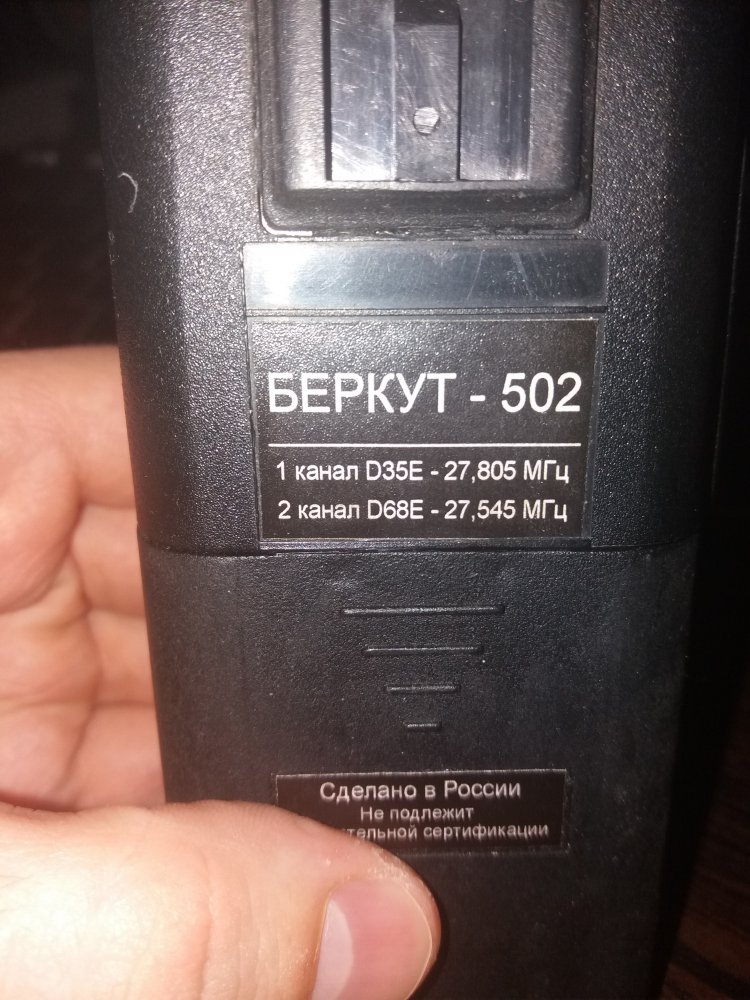 БЕРКУТ - 502
1 канал D35E - 27,805 МГц
2 канал D68E - 27,545 МГц
Сделано в России
Не подлежит
тельной сертификации